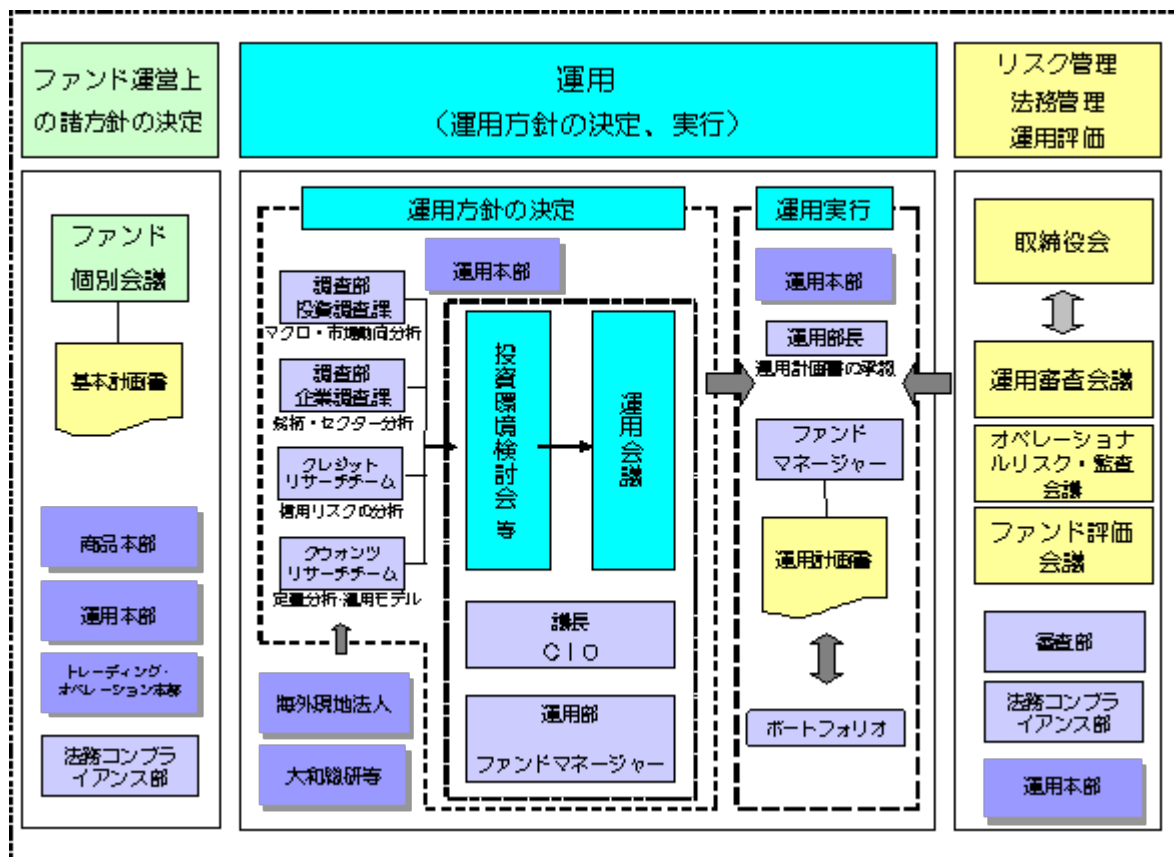 ファンド運営上
の諸方針の決定
運用
(運用方針の決定、実行)
リスク管理
法務管理
運用評価
ファンド
個別会議
基本計画書
商品本部
運用本部
トレーディング・
オペレーション本部
法務コンプラ
イアンス部
運用方針の決定
運用本部
調査部
投資調査課
マクロ・市場動向分析
調査部
企業調査課
銘柄・セクター分析
クレジット
リサーチチーム
信用リスクの分析
クウォンツ
リサーチチーム
定量分析・運用モデル
海外現地法人
大和総研等
投資環境検討会 等
運用会議
議長
CIO
運用部
ファンドマネージャー
運用実行
運用本部
運用部長
運用計画書の承認
ファンド
マネージャー
運用計画書
ポートフォリオ
取締役会
運用審査会議
オペレーショナ
ルリスク・監査
会議
ファンド評価
会議
審査部
法務コンプラ
イアンス部
運用本部